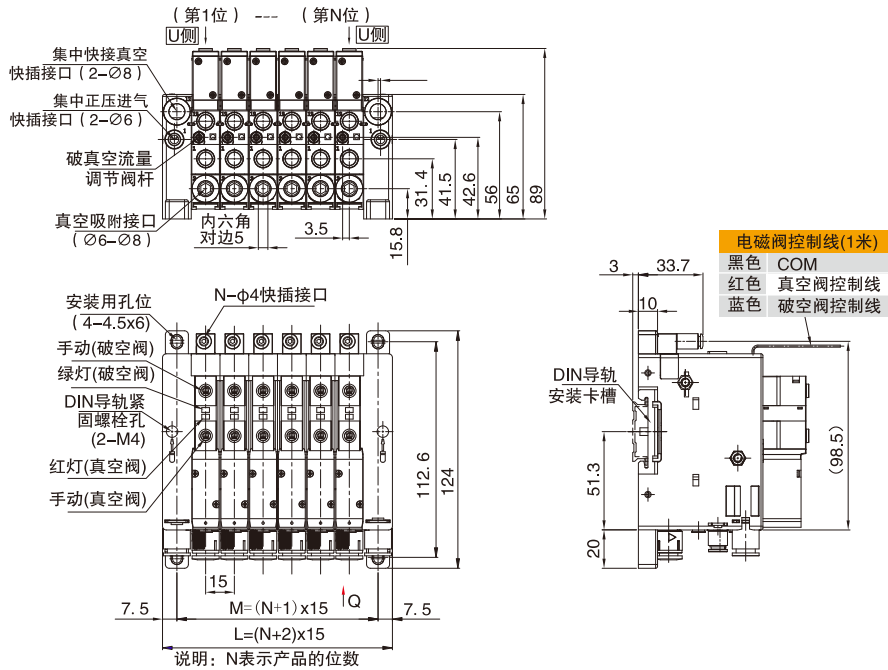 (第1位) --- (第N位)
U侧 U侧
集中快接真空
快插接口(2-Ø8)
集中正压进气
快插接口(2-Ø6)
破真空流量
调节阀杆
真空吸附接口
(Ø6-Ø8)
内六角
对边5
3.5
15.8
31.4
41.5
42.6
56
65
89
电磁阀控制线(1米)
黑色 COM
红色 真空阀控制线
蓝色 破空阀控制线
安装用孔位
(4-4.5x6)
N-φ4快插接口
手动(破空阀)
绿灯(破空阀)
DIN导轨紧
固螺栓孔
(2-M4)
红灯(真空阀)
手动(真空阀)
112.6
124
15
7.5 M=(N+1)x15 7.5
Q
L=(N+2)x15
说明: N表示产品的位数
3 33.7
10
DIN导轨
安装卡槽
51.3
20
(98.5)